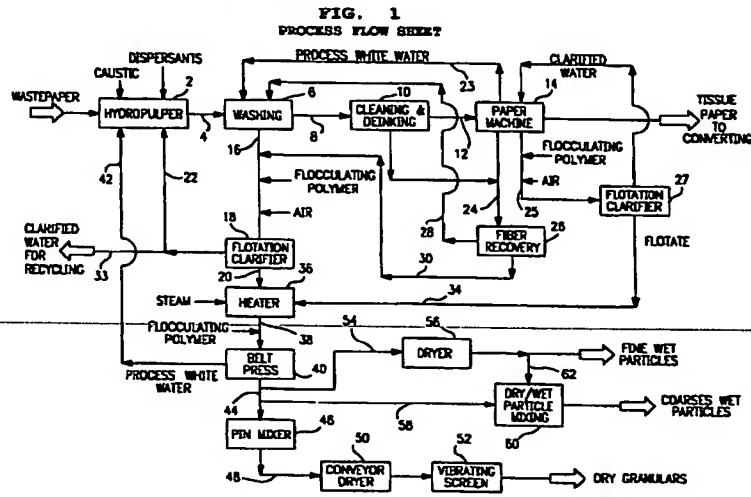 FIG. 1
PROCESS FLOW SHEET
DISPERSANTS
CAUSTIC
WASTEPAPER
2
HYDROPULPER
4
PROCESS WHITE WATER
23
6
WASHING
8
10
CLEANING & DEINKING
12
CLARIFIED WATER
14
PAPER MACHINE
TISSUE PAPER TO CONVERTING
16
42
22
FLOCCULATING POLYMER
AIR
FLOCCULATING POLYMER
AIR
24
25
27
FLOTATION CLARIFIER
FLOTATE
CLARIFIED WATER FOR RECYCLING
33
18
FLOTATION CLARIFIER
20
28
30
26
FIBER RECOVERY
36
STEAM
HEATER
34
38
FLOCCULATING POLYMER
BELT PRESS
40
PROCESS WHITE WATER
44
54
56
DRYER
62
FINE WET PARTICLES
58
DRY/WET PARTICLE MIXING
60
COARSES WET PARTICLES
46
PIN MIXER
48
50
CONVEYOR DRYER
52
VIBRATING SCREEN
DRY GRANULARS